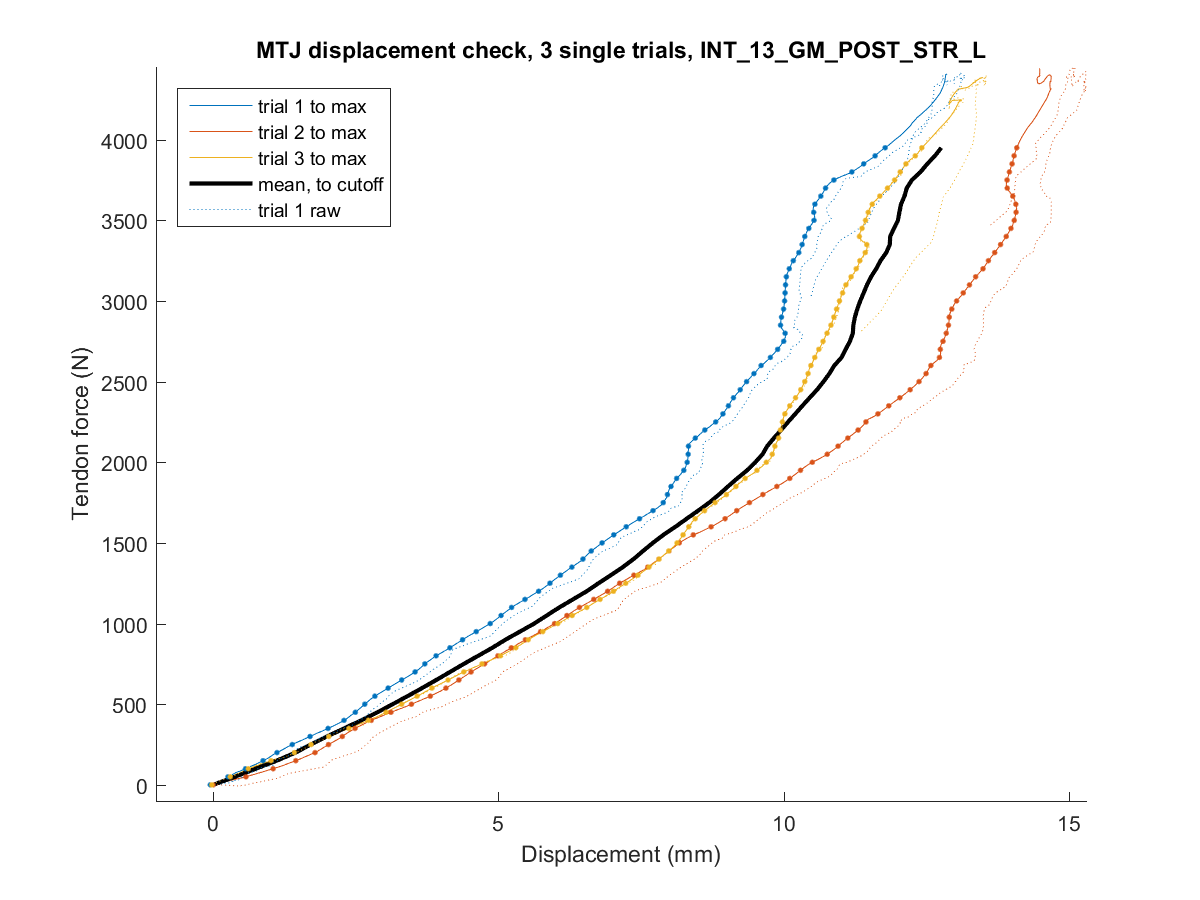 MTJ displacement check, 3 single trials, INT_13_GM_POST_STR_L
trial 1 to max
trial 2 to max
trial 3 to max
mean, to cutoff
trial 1 raw
4000
3500
3000
2500
2000
1500
1000
500
0
Tendon force (N)
0 5 10 15
Displacement (mm)